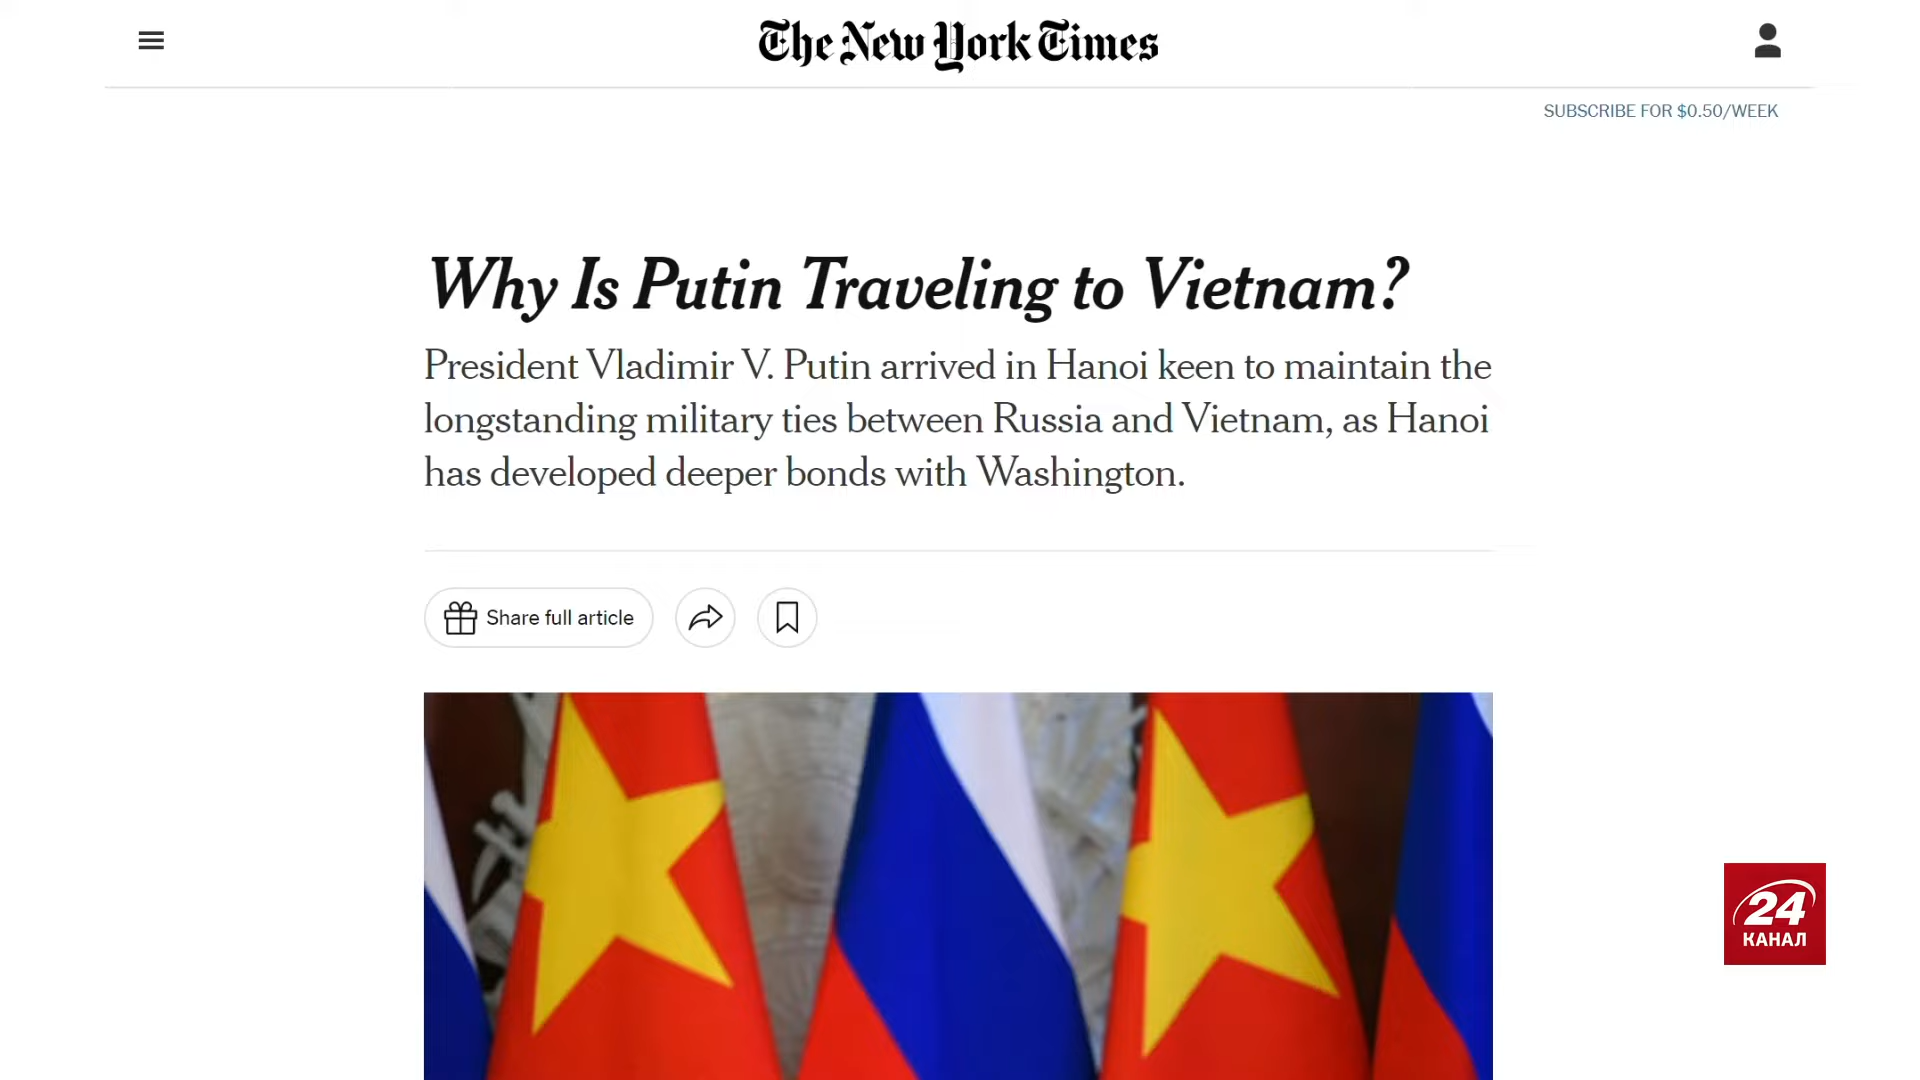 The New York Times
SUBSCRIBE FOR $0.50/WEEK
Why Is Putin Traveling to Vietnam?
President Vladimir V. Putin arrived in Hanoi keen to maintain the
longstanding military ties between Russia and Vietnam, as Hanoi
has developed deeper bonds with Washington.
Share full article
24
КАНАЛ